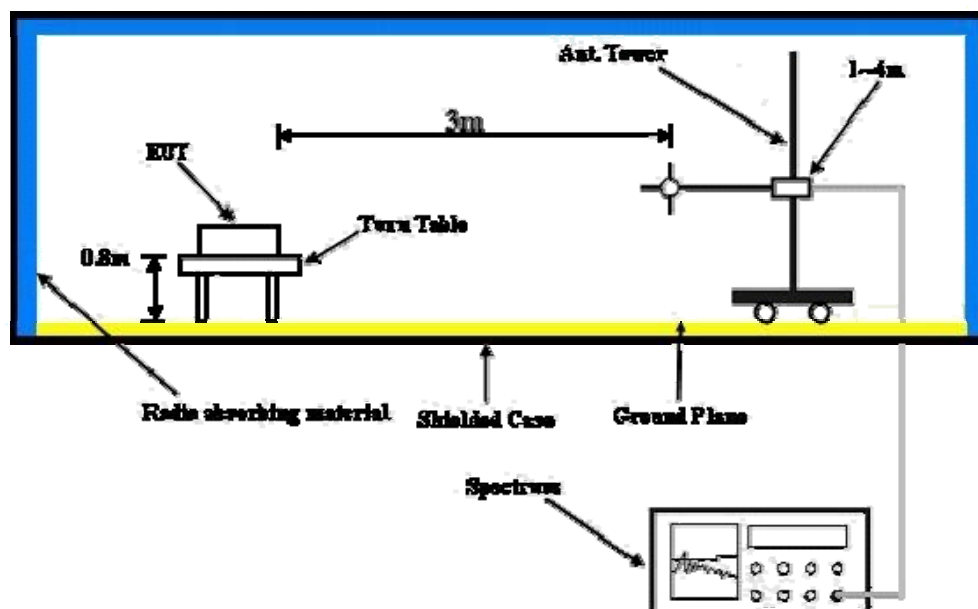 Ant. Tower
1~4m
3m
EUT
Turn Table
0.8m
Radio absorbing material
Shielded Case
Ground Plane
Spectrum